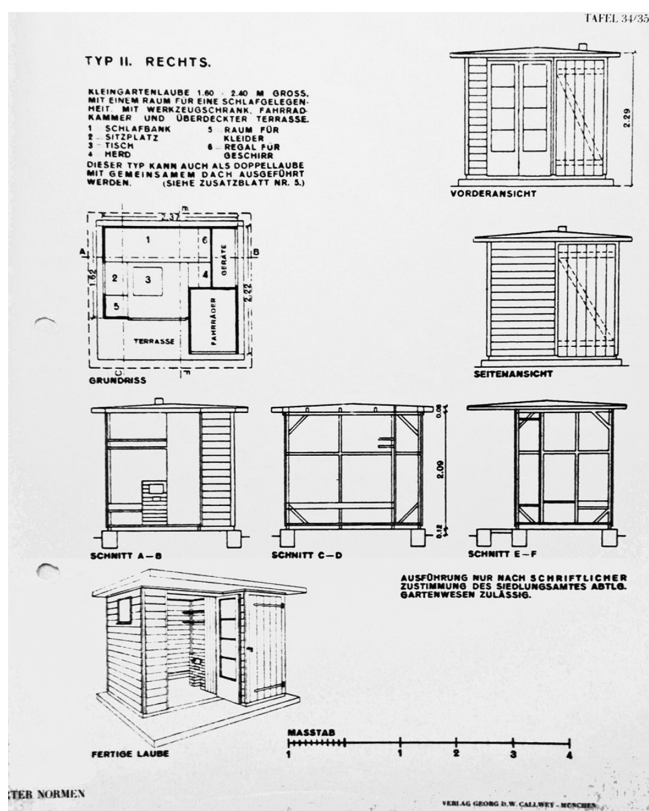 TAFEL 34/35
TYP II. RECHTS.
KLEINGARTENLAUBE 1.60 · 2.40 M GROSS,
MIT EINEM RAUM FÜR EINE SCHLAFGELEGEN-
HEIT. MIT WERKZEUGSCHRANK, FAHRRAD-
KAMMER UND ÜBERDECKTER TERRASSE.
1 SCHLAFBANK
2 - SITZPLATZ
3 - TISCH
4 HERD
5 - RAUM FÜR
KLEIDER
6 - REGAL FÜR
GESCHIRR
DIESER TYP KANN AUCH ALS DOPPELLAUBE
MIT GEMEINSAMEM DACH AUSGEFÜHRT
WERDEN. (SIEHE ZUSATZBLATT NR. 5.)
2.29
VORDERANSICHT
E
2.37
A
B
1
6
GERÄTE
1.62
2
3
4
2.22
5
FAHRRÄDER
TERRASSE
C
F
GRUNDRISS
SEITENANSICHT
0.08
2.09
0.12
SCHNITT A–B
SCHNITT C–D
SCHNITT E–F
AUSFÜHRUNG NUR NACH SCHRIFTLICHER
ZUSTIMMUNG DES SIEDLUNGSAMTES ABTLG.
GARTENWESEN ZULÄSSIG.
FERTIGE LAUBE
MASSTAB
1 1 2 3 4
TER NORMEN
VERLAG GEORG D. W. CALLWEY - MÜNCHEN